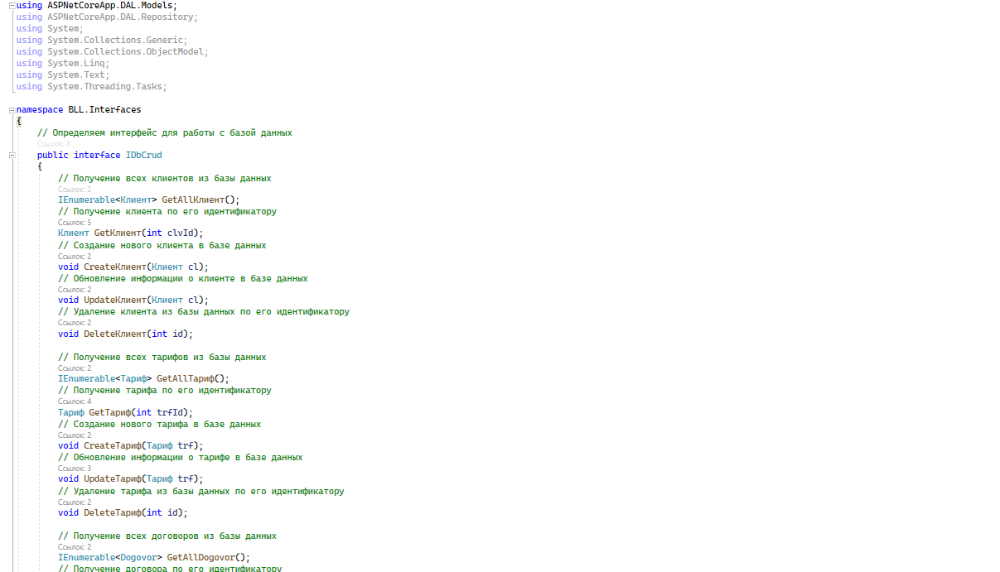 using ASPNetCoreApp.DAL.Models;
using ASPNetCoreApp.DAL.Repository;
using System;
using System.Collections.Generic;
using System.Collections.ObjectModel;
using System.Linq;
using System.Text;
using System.Threading.Tasks;
namespace BLL.Interfaces
{
// Определяем интерфейс для работы с базой данных
Ссылок: 8
public interface IDbCrud
{
// Получение всех клиентов из базы данных
Ссылок: 2
IEnumerable<Клиент> GetAllКлиент();
// Получение клиента по его идентификатору
Ссылок: 5
Клиент GetКлиент(int clvId);
// Создание нового клиента в базе данных
Ссылок: 2
void CreateКлиент(Клиент cl);
// Обновление информации о клиенте в базе данных
Ссылок: 2
void UpdateКлиент(Клиент cl);
// Удаление клиента из базы данных по его идентификатору
Ссылок: 2
void DeleteКлиент(int id);
// Получение всех тарифов из базы данных
Ссылок: 2
IEnumerable<Тариф> GetAllТариф();
// Получение тарифа по его идентификатору
Ссылок: 4
Тариф GetТариф(int trfId);
// Создание нового тарифа в базе данных
Ссылок: 2
void CreateТариф(Тариф trf);
// Обновление информации о тарифе в базе данных
Ссылок: 3
void UpdateТариф(Тариф trf);
// Удаление тарифа из базы данных по его идентификатору
Ссылок: 2
void DeleteТариф(int id);
// Получение всех договоров из базы данных
Ссылок: 2
IEnumerable<Dogovor> GetAllDogovor();
// Получение договора по его идентификатору